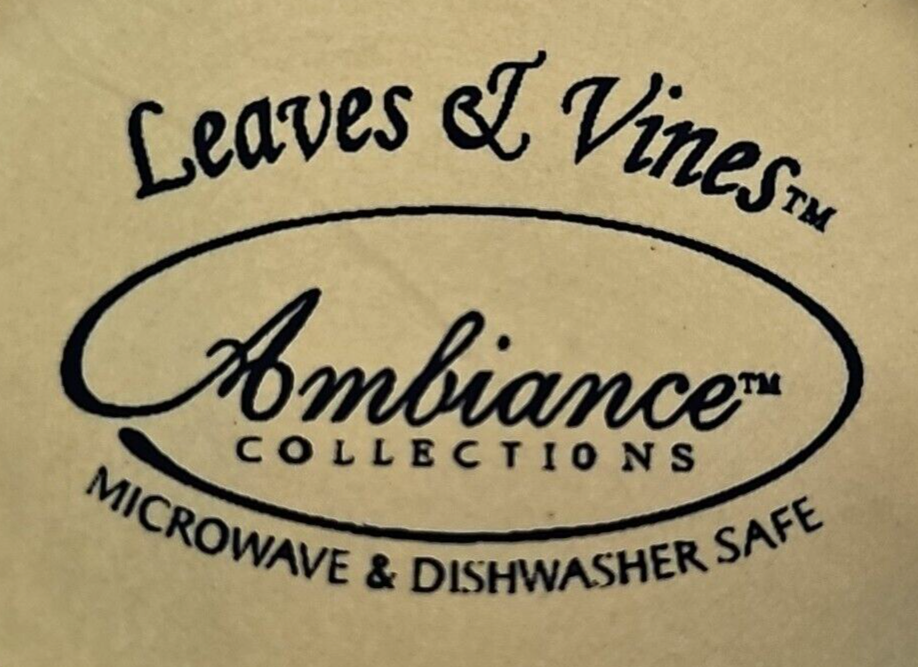 Leaves & Vines™
Ambiance™
COLLECTIONS
MICROWAVE & DISHWASHER SAFE